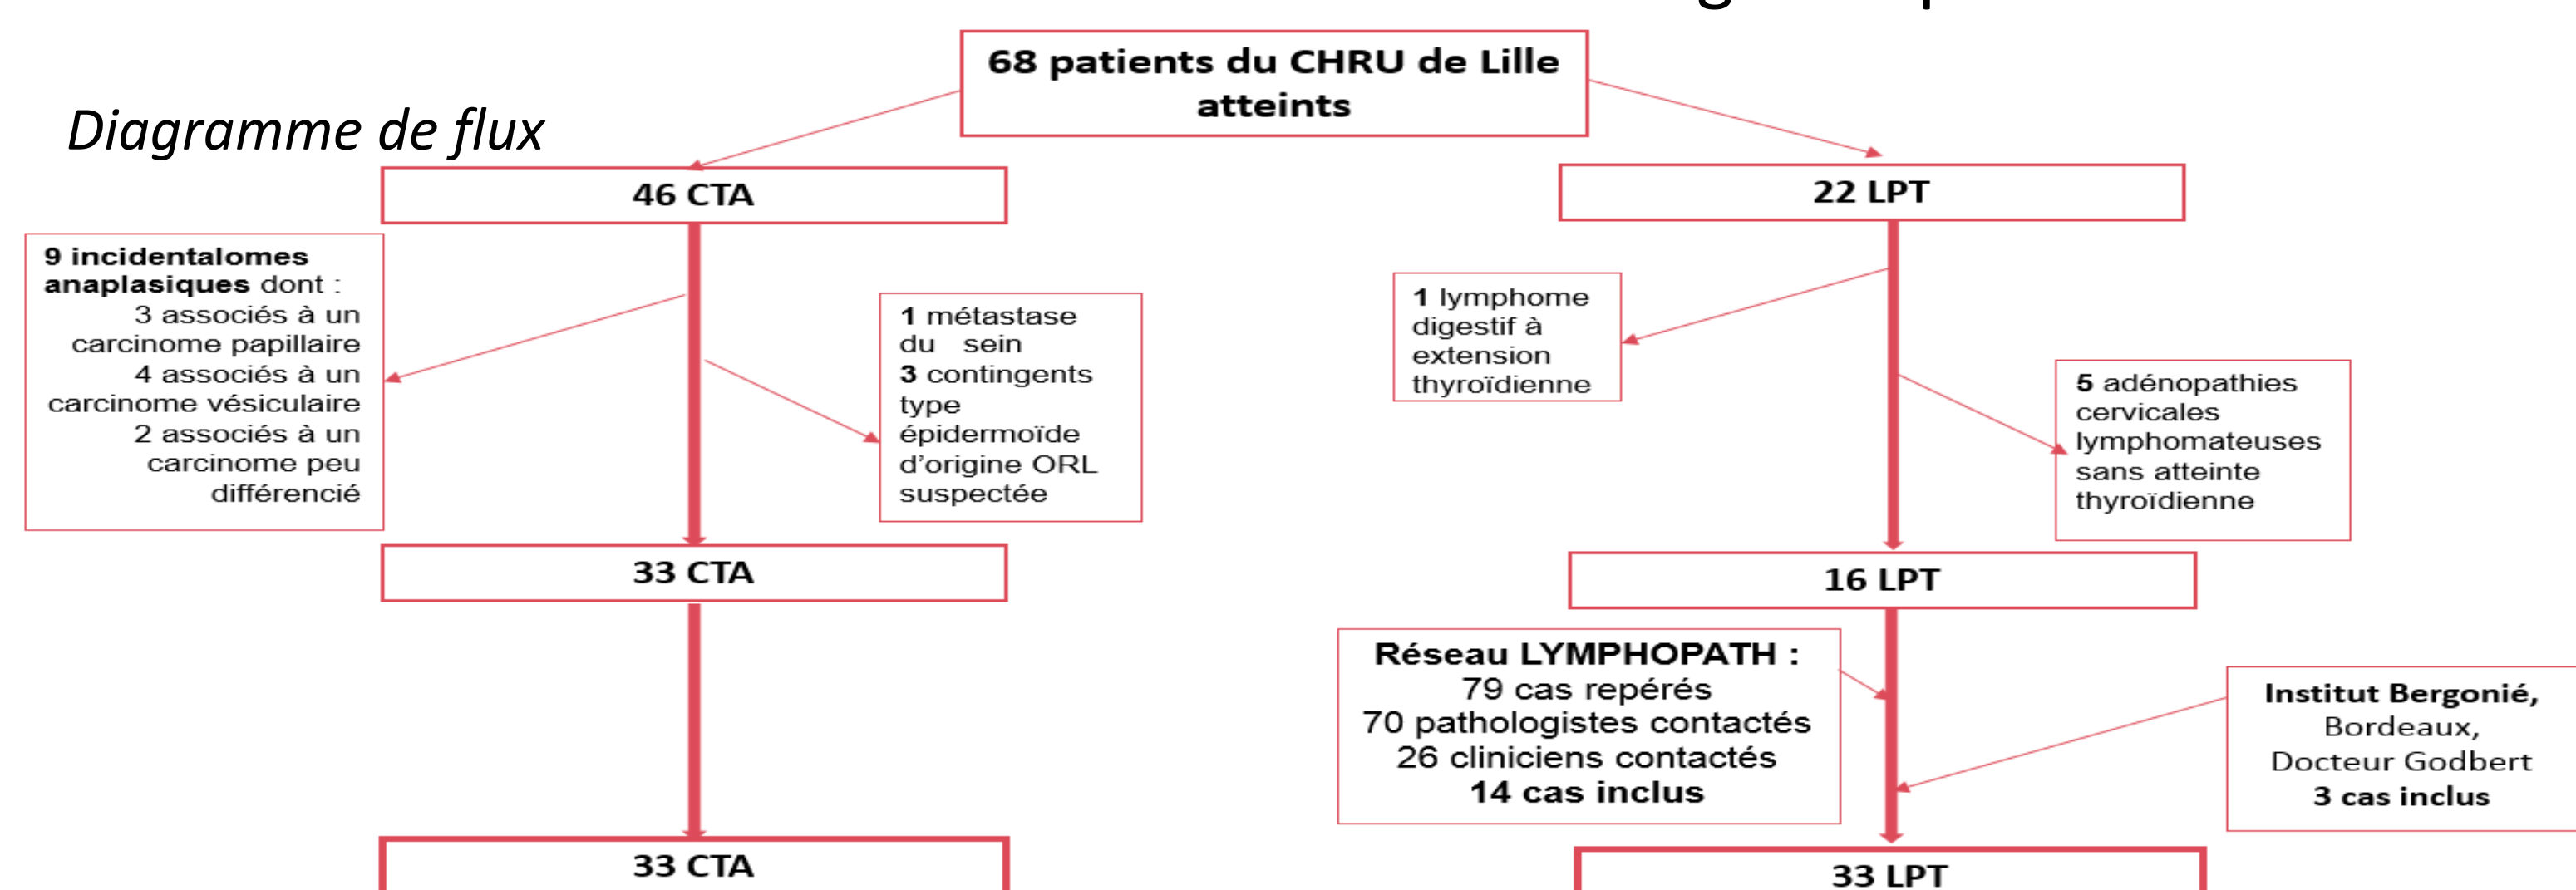 68 patients du CHRU de Lille
atteints
Diagramme de flux
46 CTA
22 LPT
9 incidentalomes
anaplasiques dont :
3 associés à un
carcinome papillaire
4 associés à un
carcinome vésiculaire
2 associés à un
carcinome peu
différencié
1 métastase
du sein
3 contingents
type
épidermoïde
d'origine ORL
suspectée
1 lymphome
digestif à
extension
thyroïdienne
5 adénopathies
cervicales
lymphomateuses
sans atteinte
thyroïdienne
33 CTA
16 LPT
Réseau LYMPHOPATH :
79 cas repérés
70 pathologistes contactés
26 cliniciens contactés
14 cas inclus
Institut Bergonié,
Bordeaux,
Docteur Godbert
3 cas inclus
33 CTA
33 LPT